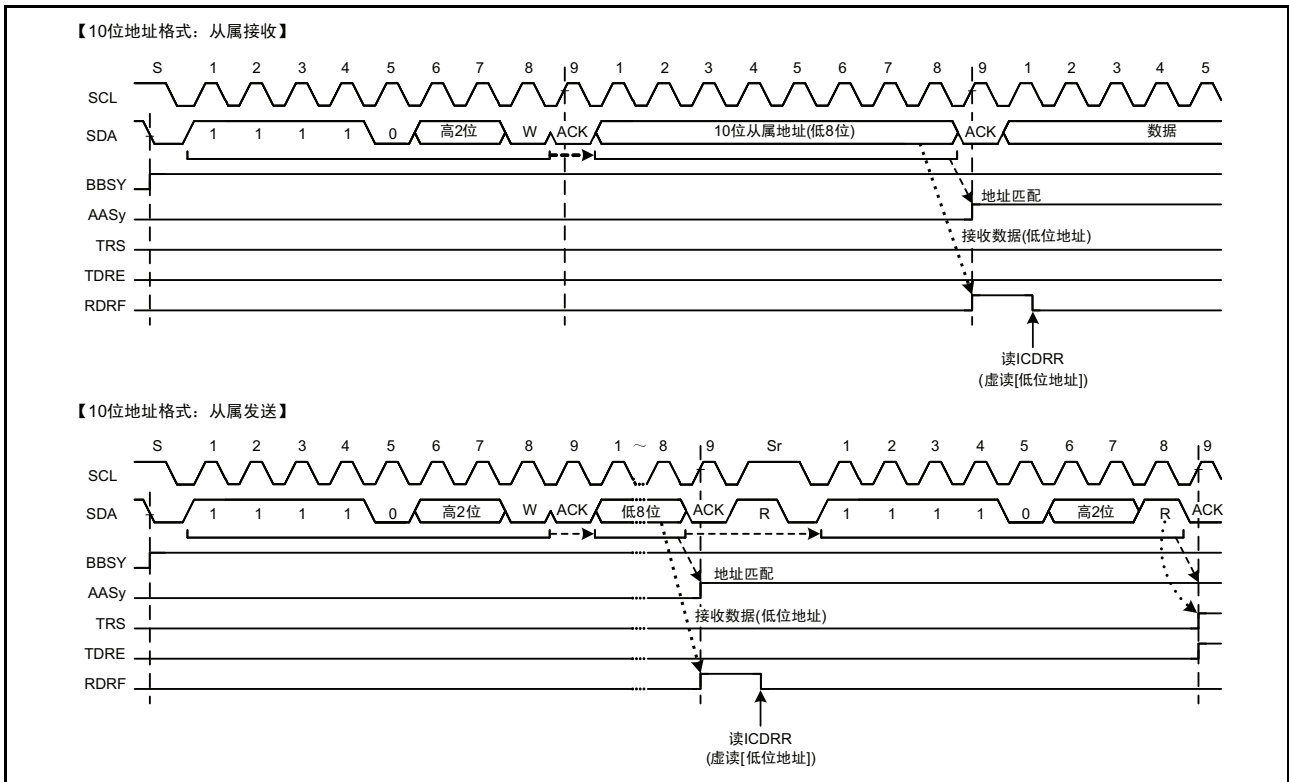 【10位地址格式：从属接收】
S 1 2 3 4 5 6 7 8 9 1 2 3 4 5 6 7 8 9 1 2 3 4 5
SCL
SDA 1 1 1 1 0 高2位 W ACK 10位从属地址(低8位) ACK 数据
BBSY
地址匹配
AASy
接收数据(低位地址)
TRS
TDRE
RDRF
读ICDRR
(虚读[低位地址])
【10位地址格式：从属发送】
S 1 2 3 4 5 6 7 8 9 1 ～ 8 9 Sr 1 2 3 4 5 6 7 8 9
SCL
SDA 1 1 1 1 0 高2位 W ACK 低8位 ACK R 1 1 1 1 0 高2位 R ACK
BBSY
地址匹配
AASy
接收数据(低位地址)
TRS
TDRE
RDRF
读ICDRR
(虚读[低位地址])